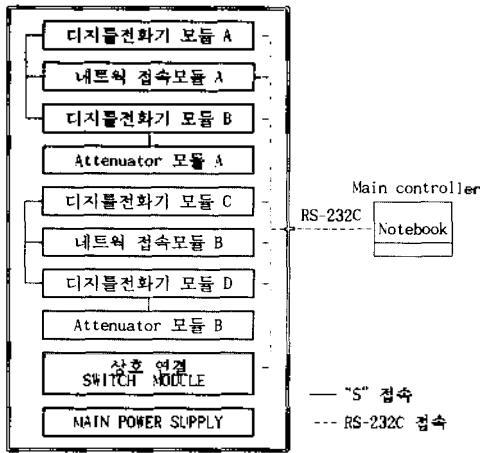 디지틀전화기 모듈 A
네트웍 접속모듈 A
디지틀전화기 모듈 B
Attenuator 모듈 A
디지틀전화기 모듈 C
네트웍 접속모듈 B
디지틀전화기 모듈 D
Attenuator 모듈 B
상호 연결
SWITCH MODULE
MAIN POWER SUPPLY
RS-232C
Main controller
Notebook
"S" 접속
RS-232C 접속